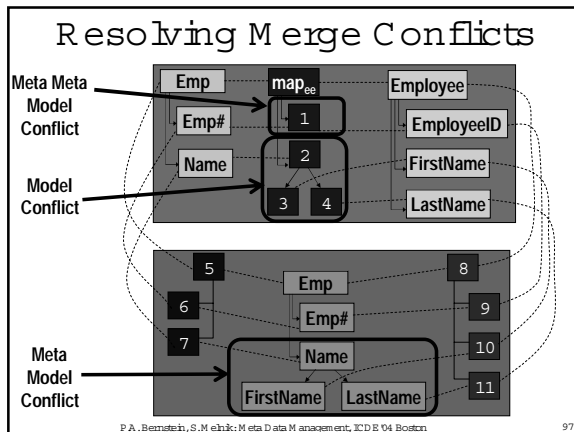 Resolving Merge Conflicts
Meta Meta
Model
Conflict
Emp
map ee
Employee
Emp#
1
EmployeeID
Name
2
FirstName
Model
Conflict
3
4
LastName
5
Emp
8
6
Emp#
9
7
Name
10
Meta
Model
Conflict
FirstName
LastName
11
P.A. Bernstein, S. Melnik: Meta Data Management, ICDE '04 Boston
97